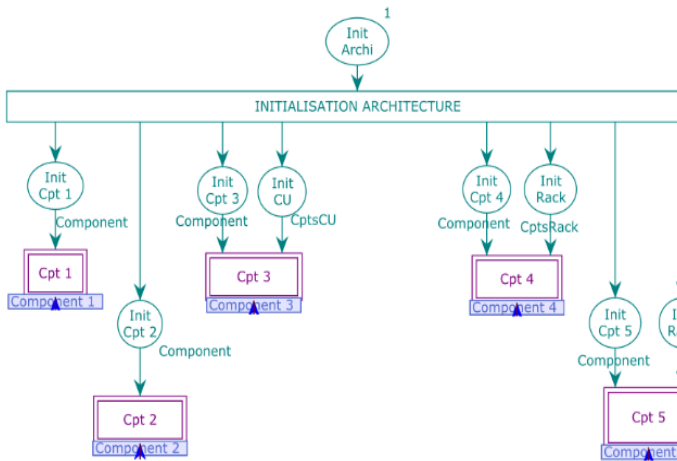 1
Init
Archi
INITIALISATION ARCHITECTURE
Init
Cpt 1
Component
Init
Cpt 3
Component
Init
CU
CptsCU
Init
Cpt 4
Component
Init
Rack
CptsRack
Cpt 1
Component 1
Cpt 3
Component 3
Cpt 4
Component 4
Init
Cpt 2
Component
Init
Cpt 5
Component
Cpt 2
Component 2
Cpt 5
Component